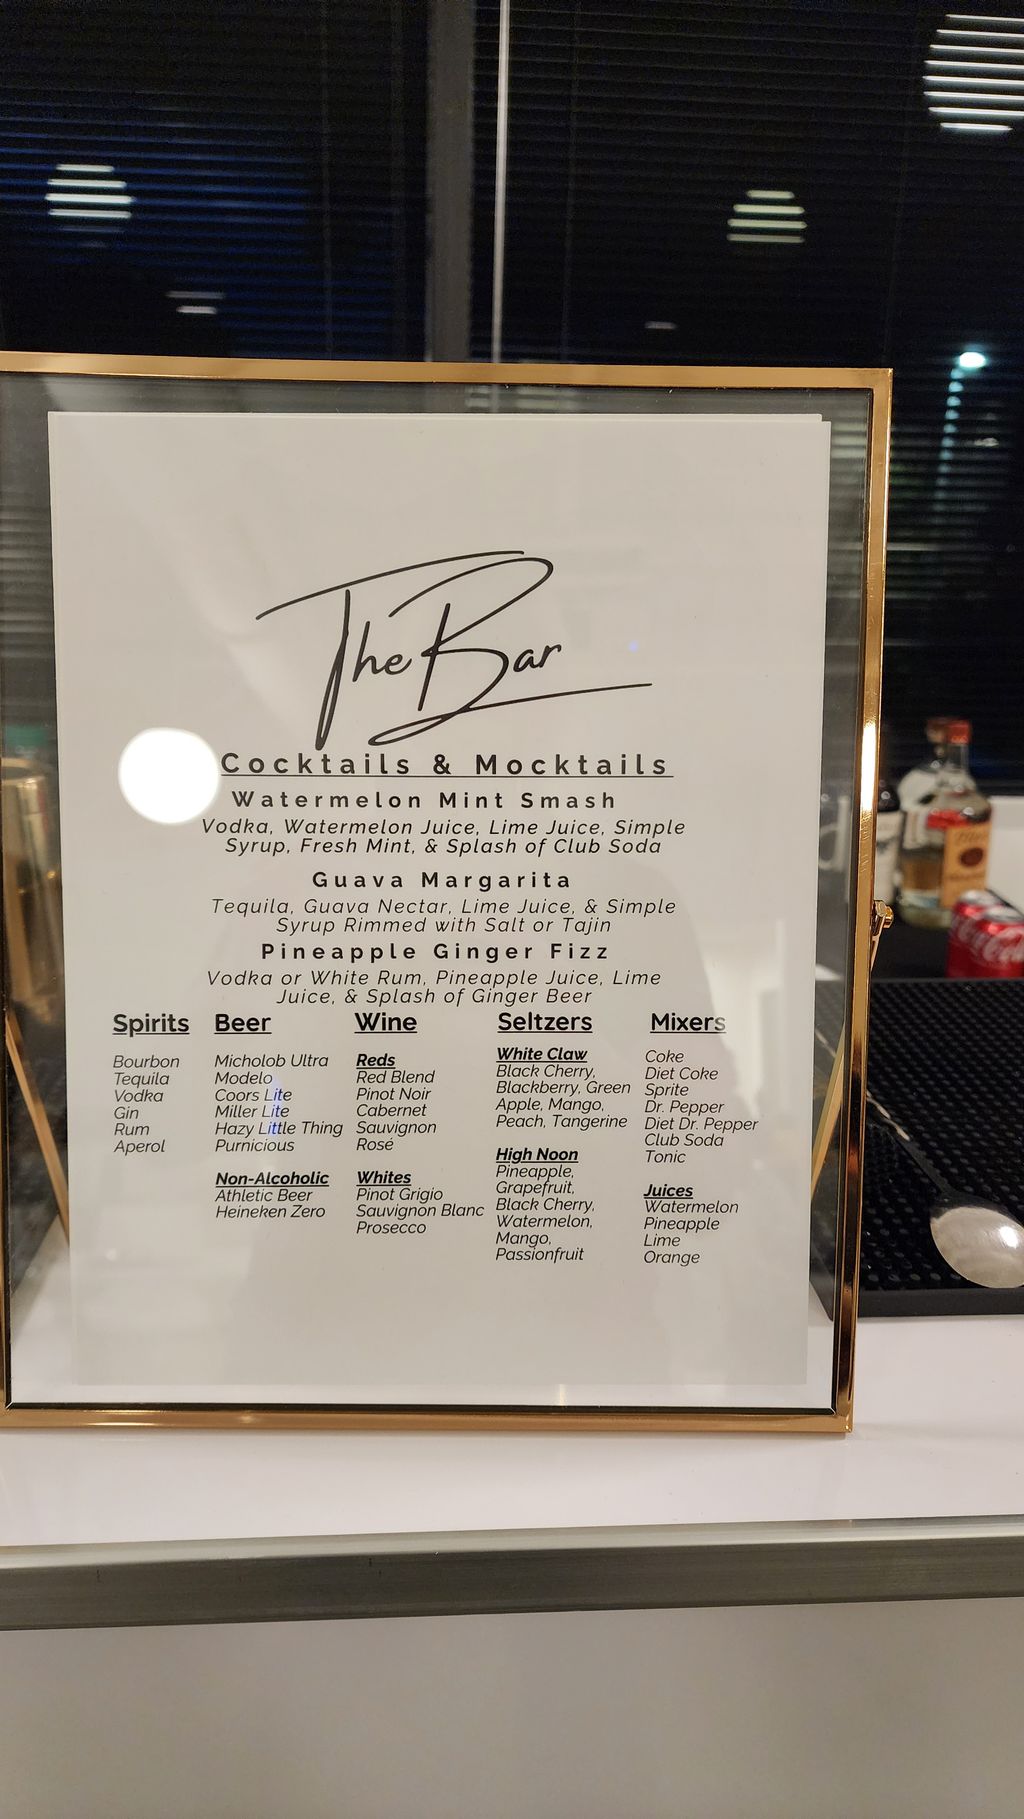 The Bar
Cocktails & Mocktails
Watermelon Mint Smash
Vodka, Watermelon Juice, Lime Juice, Simple
Syrup, Fresh Mint, & Splash of Club Soda
Guava Margarita
Tequila, Guava Nectar, Lime Juice, & Simple
Syrup Rimmed with Salt or Tajin
Pineapple Ginger Fizz
Vodka or White Rum, Pineapple Juice, Lime
Juice, & Splash of Ginger Beer
Spirits
Bourbon
Tequila
Vodka
Gin
Rum
Aperol
Beer
Micholob Ultra
Modelo
Coors Lite
Miller Lite
Hazy Little Thing
Purnicious
Non-Alcoholic
Athletic Beer
Heineken Zero
Wine
Reds
Red Blend
Pinot Noir
Cabernet
Sauvignon
Rosé
Whites
Pinot Grigio
Sauvignon Blanc
Prosecco
Seltzers
White Claw
Black Cherry,
Blackberry, Green
Apple, Mango,
Peach, Tangerine
High Noon
Pineapple,
Grapefruit,
Black Cherry,
Watermelon,
Mango,
Passionfruit
Mixers
Coke
Diet Coke
Sprite
Dr. Pepper
Diet Dr. Pepper
Club Soda
Tonic
Juices
Watermelon
Pineapple
Lime
Orange